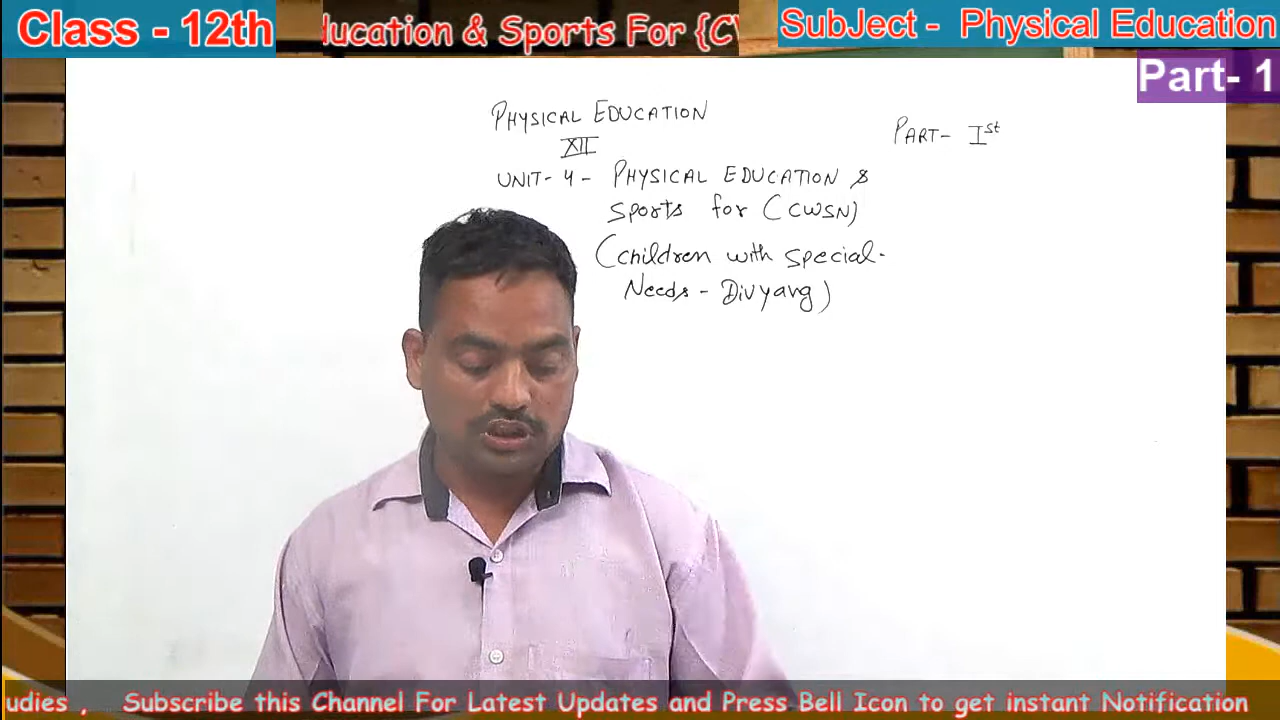 Class - 12th
ducation & Sports For {C
SubJect - Physical Education
Part- 1
PHYSICAL EDUCATION
XII
PART- Ist
UNIT- 4 - PHYSICAL EDUCATION &
Sports for (CWSN)
(children with special-
Needs - Divyang)
udies , Subscribe this Channel For Latest Updates and Press Bell Icon to get instant Notification